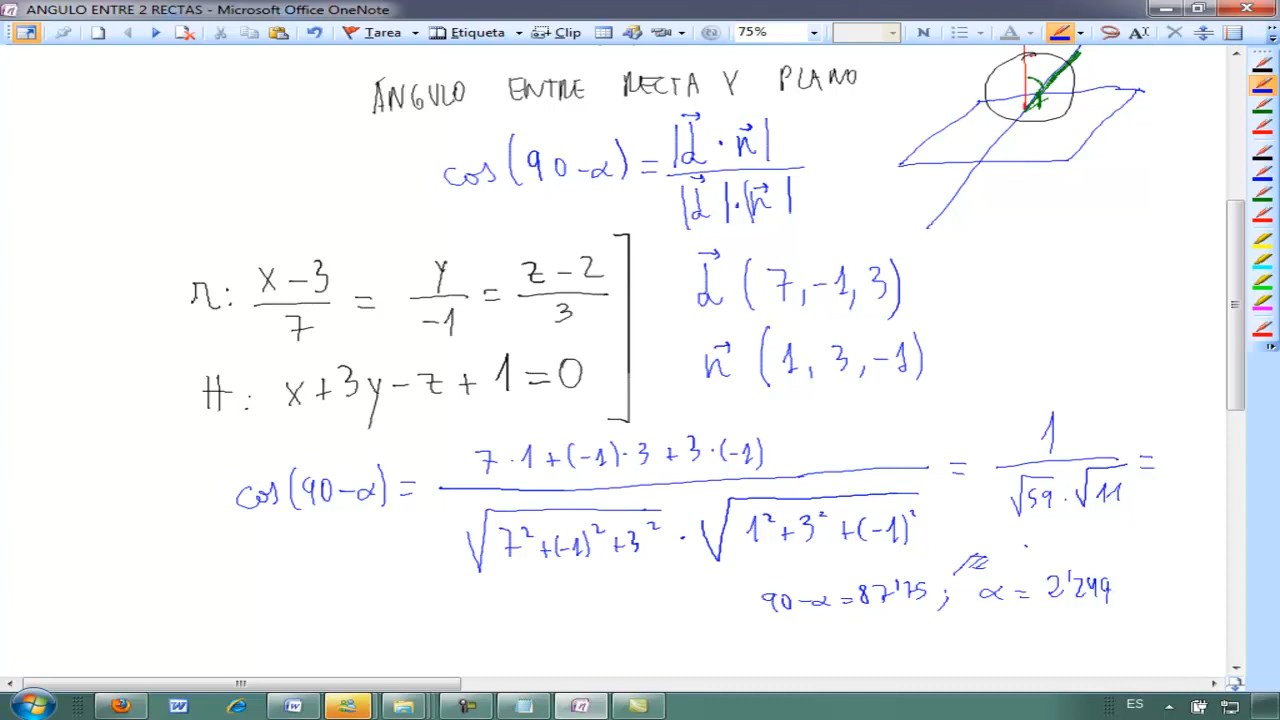 ANGULO ENTRE 2 RECTAS - Microsoft Office OneNote
Clip Tarea Etiqueta 75% N A
ÁNGULO ENTRE RECTA Y PLANO
cos(90-α) = |d⃗ · n⃗| / |d⃗|·|n⃗|
r: x-3/7 = y/-1 = z-2/3
d⃗ (7,-1,3)
π: x+3y-z+1=0
n⃗ (1,3,-1)
cos(90-α) = 7·1+(-1)·3+3·(-1) / √7²+(-1)²+3² · √1²+3²+(-1)² = 1 / √59·√11 =
90-α=87'75; α = 2'249
ES